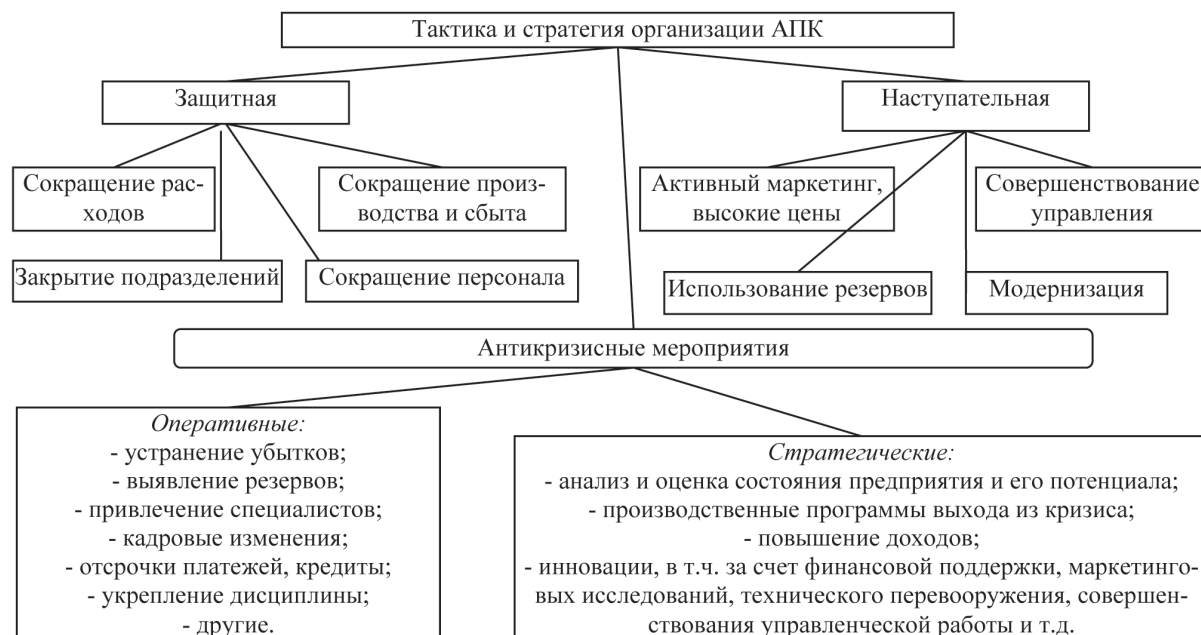 Тактика и стратегия организации АПК
Защитная
Наступательная
Сокращение рас-
ходов
Сокращение произ-
водства и сбыта
Активный маркетинг,
высокие цены
Совершенствование
управления
Закрытие подразделений
Сокращение персонала
Использование резервов
Модернизация
Антикризисные мероприятия
Оперативные:
- устранение убытков;
- выявление резервов;
- привлечение специалистов;
- кадровые изменения;
- отсрочки платежей, кредиты;
- укрепление дисциплины;
- другие.
Стратегические:
- анализ и оценка состояния предприятия и его потенциала;
- производственные программы выхода из кризиса;
- повышение доходов;
- инновации, в т.ч. за счет финансовой поддержки, маркетинго-
вых исследований, технического перевооружения, совершен-
ствования управленческой работы и т.д.